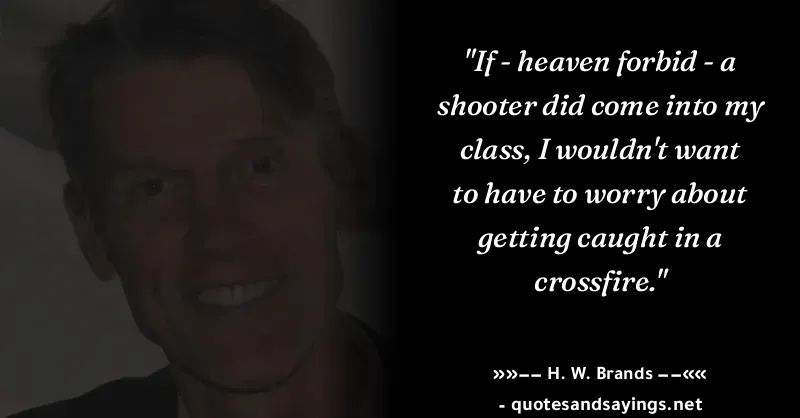 "If - heaven forbid - a
shooter did come into my
class, I wouldn't want
to have to worry about
getting caught in a
crossfire."
»»−− H. W. Brands −−««
- quotesandsayings.net